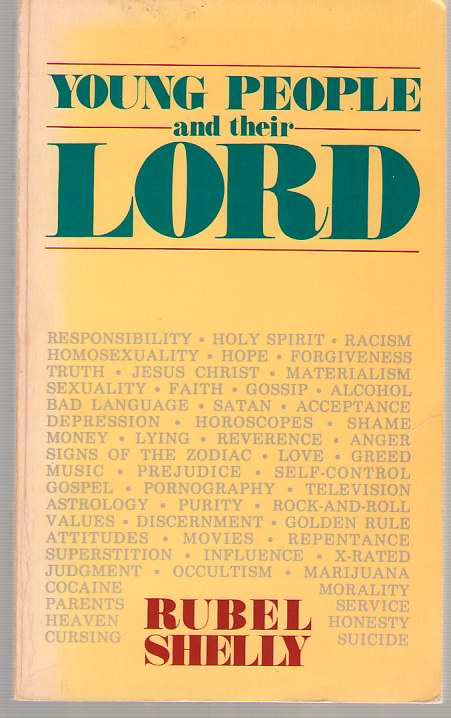 YOUNG PEOPLE
and their
LORD
RESPONSIBILITY • HOLY SPIRIT • RACISM
HOMOSEXUALITY • HOPE • FORGIVENESS
TRUTH • JESUS CHRIST • MATERIALISM
SEXUALITY • FAITH • GOSSIP • ALCOHOL
BAD LANGUAGE • SATAN • ACCEPTANCE
DEPRESSION • HOROSCOPES • SHAME
MONEY • LYING • REVERENCE • ANGER
SIGNS OF THE ZODIAC • LOVE • GREED
MUSIC • PREJUDICE • SELF-CONTROL
GOSPEL • PORNOGRAPHY • TELEVISION
ASTROLOGY • PURITY • ROCK-AND-ROLL
VALUES • DISCERNMENT • GOLDEN RULE
ATTITUDES • MOVIES • REPENTANCE
SUPERSTITION • INFLUENCE • X-RATED
JUDGMENT • OCCULTISM • MARIJUANA
COCAINE MORALITY
PARENTS SERVICE
HEAVEN HONESTY
CURSING SUICIDE
RUBEL
SHELLY